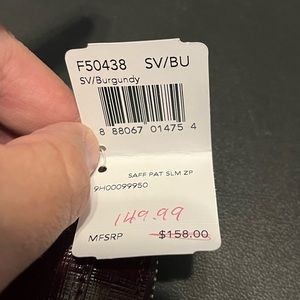 F50438 SV/BU
SV/Burgundy
8 88067 01475 4
SAFF PAT SLM ZP
9H00099950
149.99
MFSRP $158.00